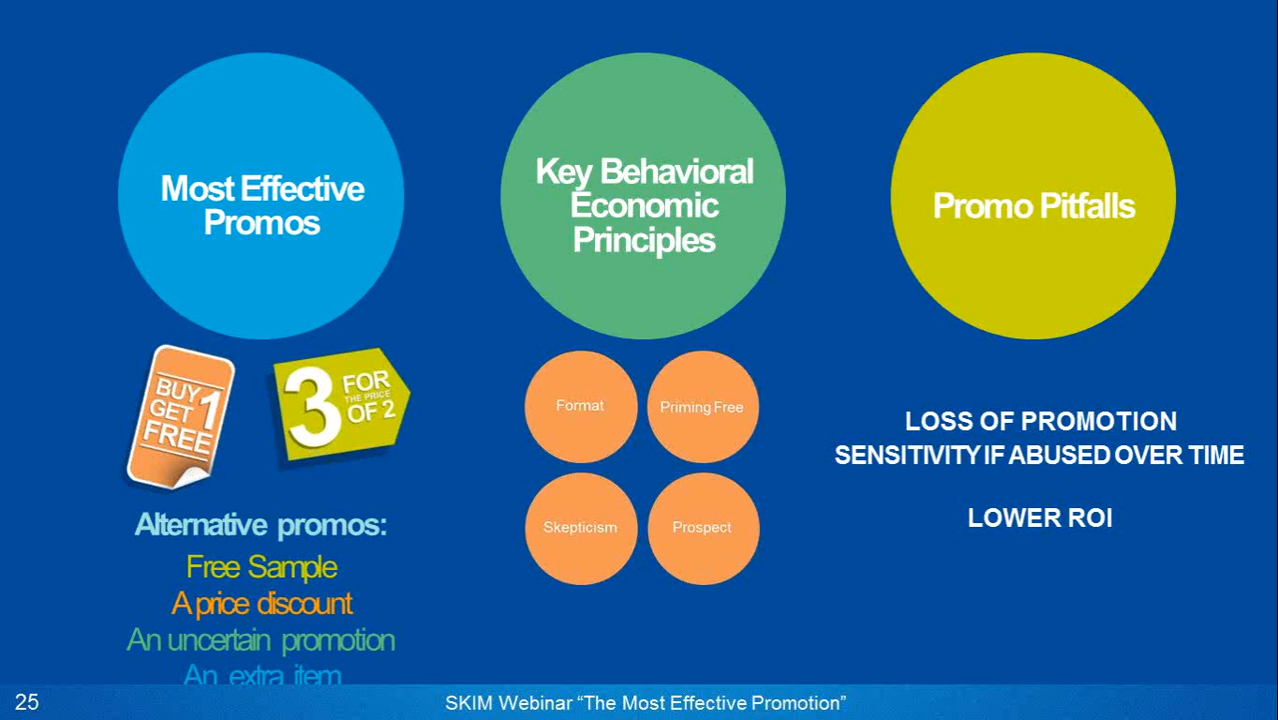 Most Effective
Promos
Key Behavioral
Economic
Principles
Promo Pitfalls
BUY 1
GET
FREE
3 FOR
THE PRICE
OF 2
Alternative promos:
Free Sample
A price discount
An uncertain promotion
An extra item
Format
Priming Free
Skepticism
Prospect
LOSS OF PROMOTION
SENSITIVITY IF ABUSED OVER TIME
LOWER ROI
25
SKIM Webinar “The Most Effective Promotion”